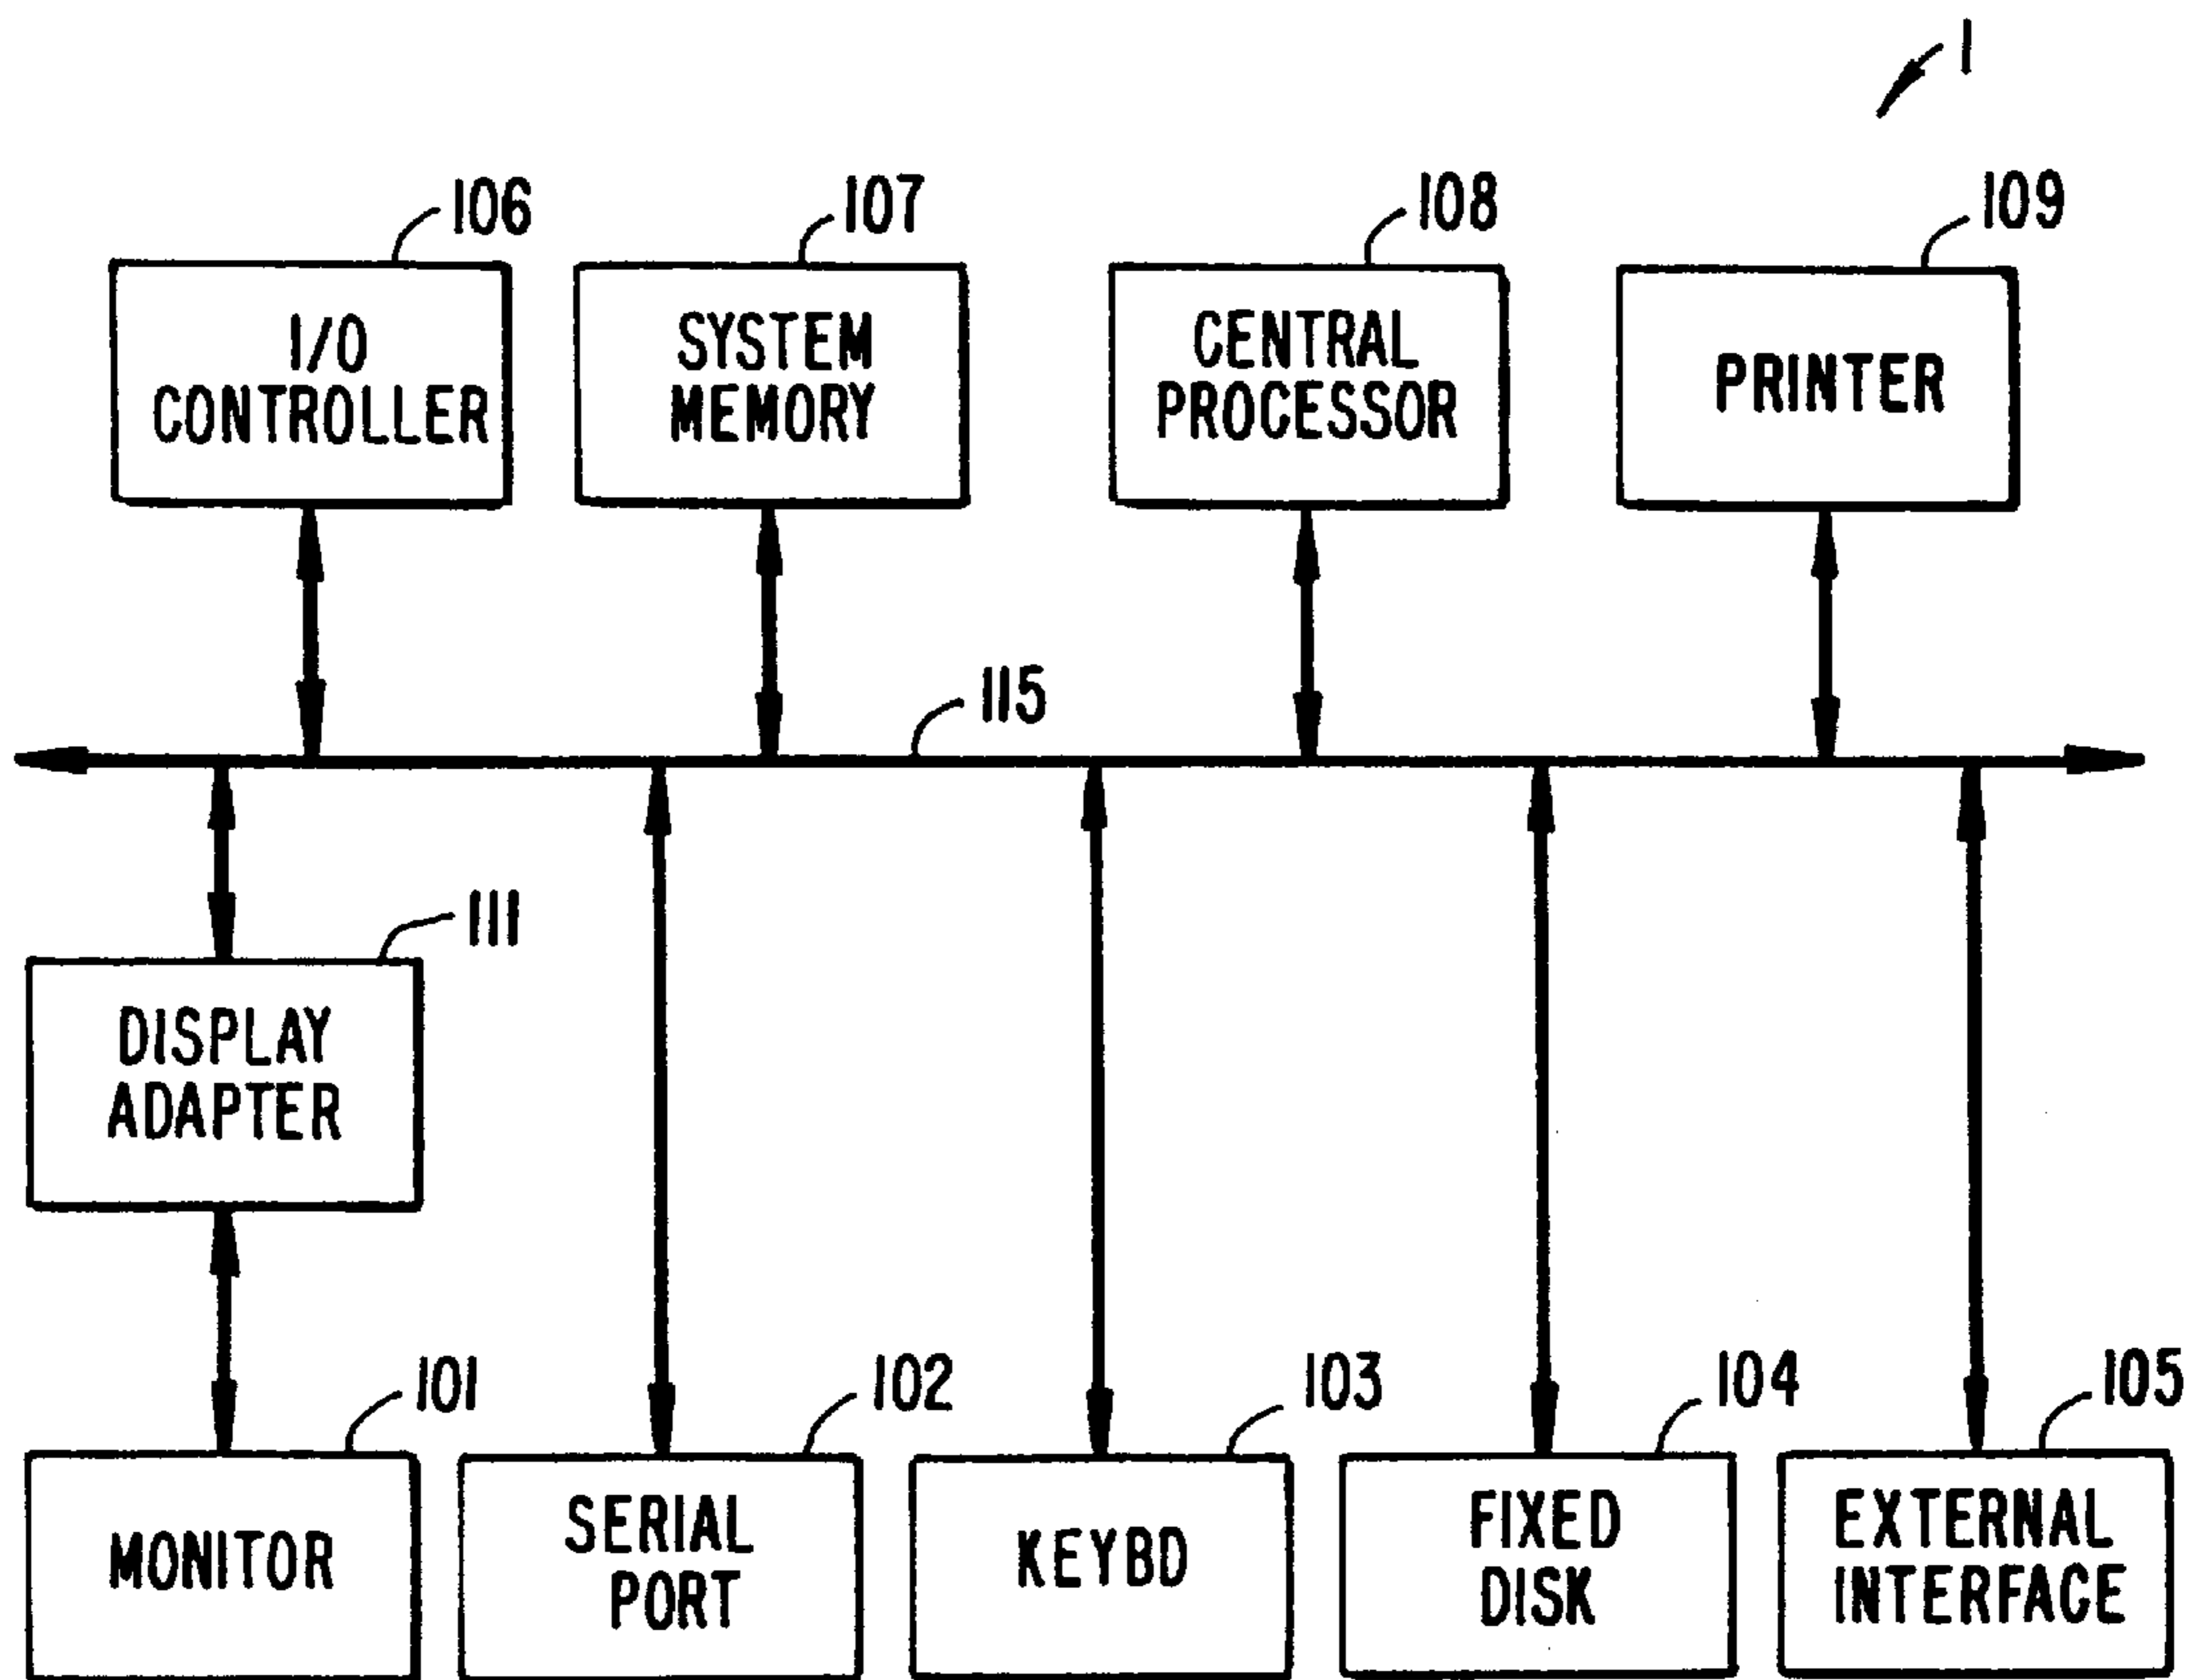 1
106
107
108
109
I/O
CONTROLLER
SYSTEM
MEMORY
CENTRAL
PROCESSOR
PRINTER
115
111
DISPLAY
ADAPTER
101
102
103
104
105
MONITOR
SERIAL
PORT
KEYBD
FIXED
DISK
EXTERNAL
INTERFACE